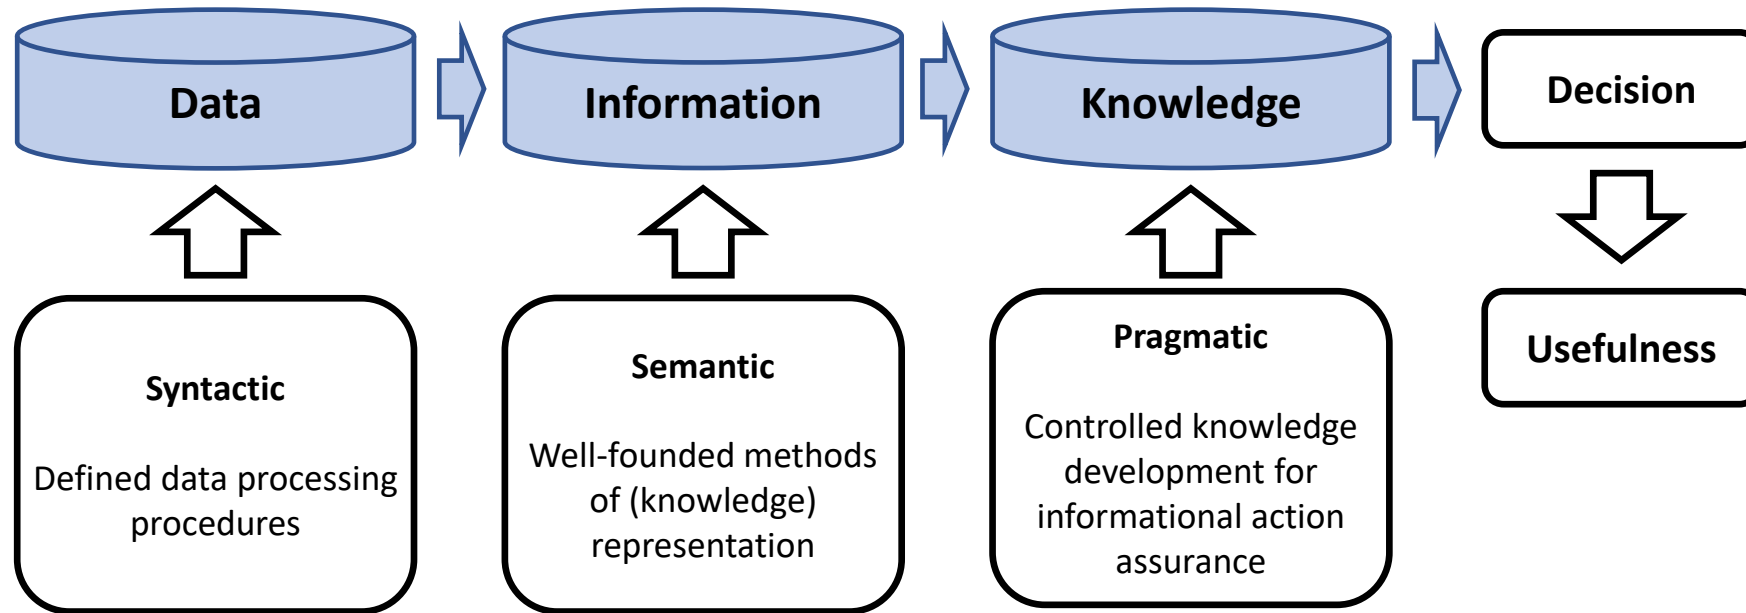 Data
Information
Knowledge
Decision
Syntactic
Defined data processing
procedures
Semantic
Well-founded methods
of (knowledge)
representation
Pragmatic
Controlled knowledge
development for
informational action
assurance
Usefulness